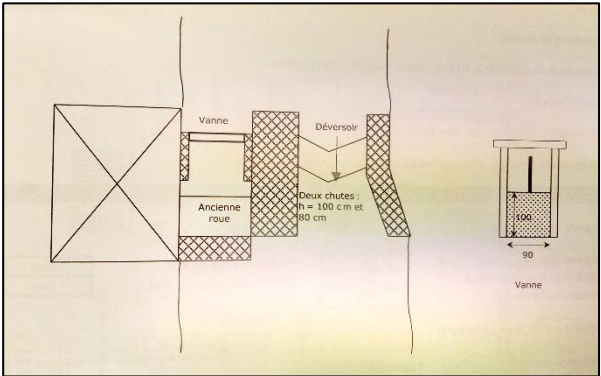 Vanne
Déversoir
Ancienne
roue
Deux chutes :
h = 100 cm et
80 cm
100
90
Vanne